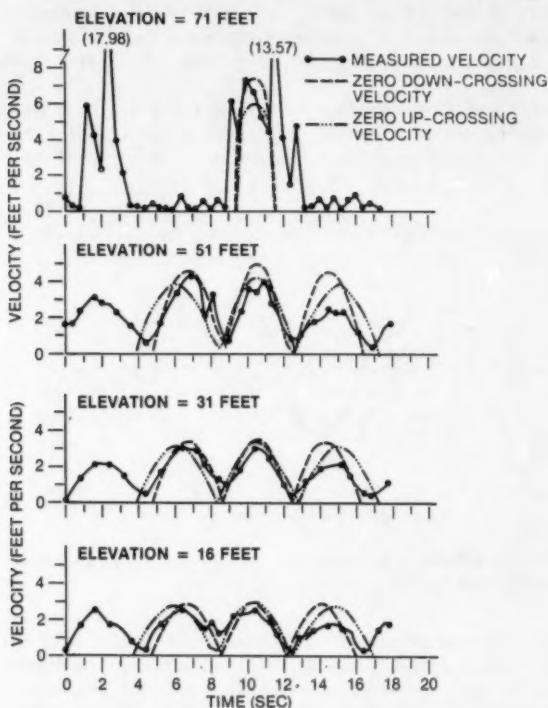 ELEVATION = 71 FEET
(17.98)
(13.57)
MEASURED VELOCITY
ZERO DOWN-CROSSING
VELOCITY
ZERO UP-CROSSING
VELOCITY
8
6
4
2
0
VELOCITY (FEET PER SECOND)
ELEVATION = 51 FEET
4
2
0
ELEVATION = 31 FEET
4
2
0
VELOCITY (FEET PER SECOND)
ELEVATION = 16 FEET
4
2
0
0 2 4 6 8 10 12 14 16 18 20
TIME (SEC)